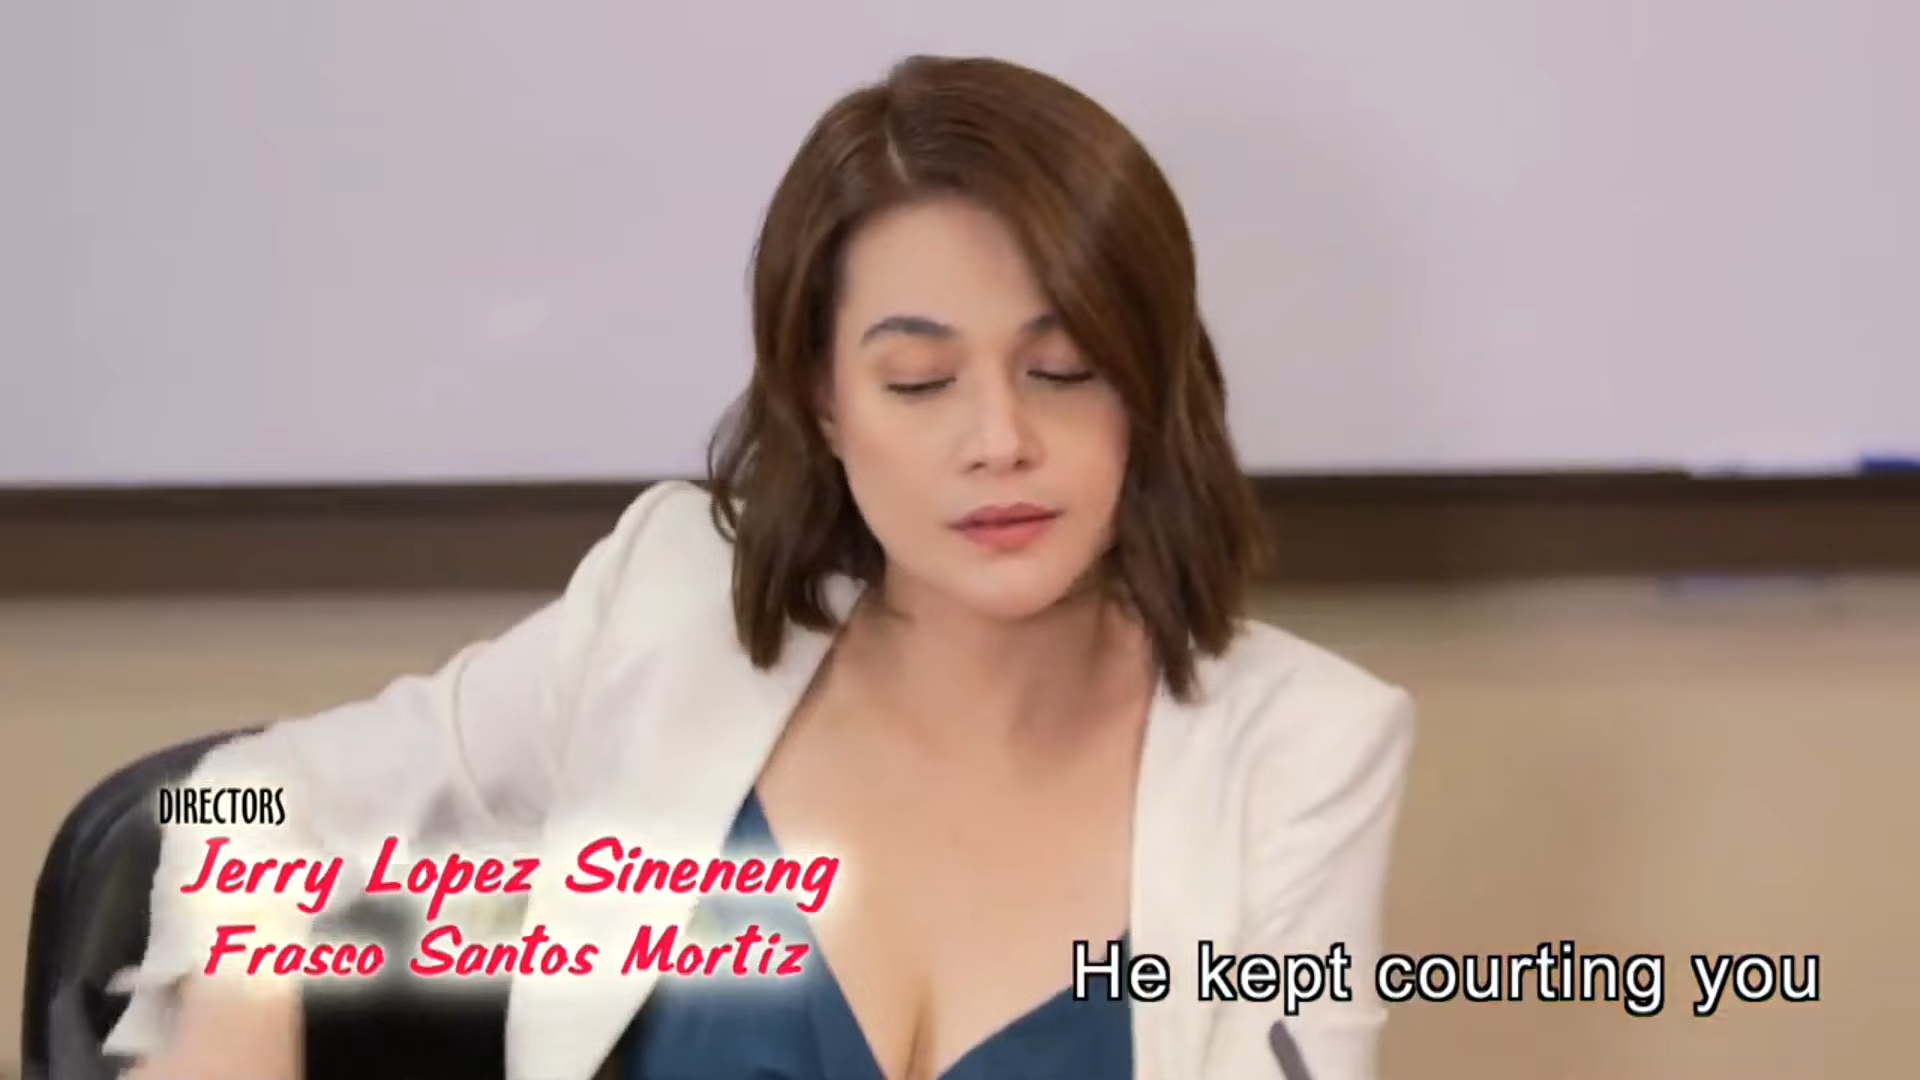 DIRECTORS
Jerry Lopez Sineneng
Frasco Santos Mortiz
He kept courting you